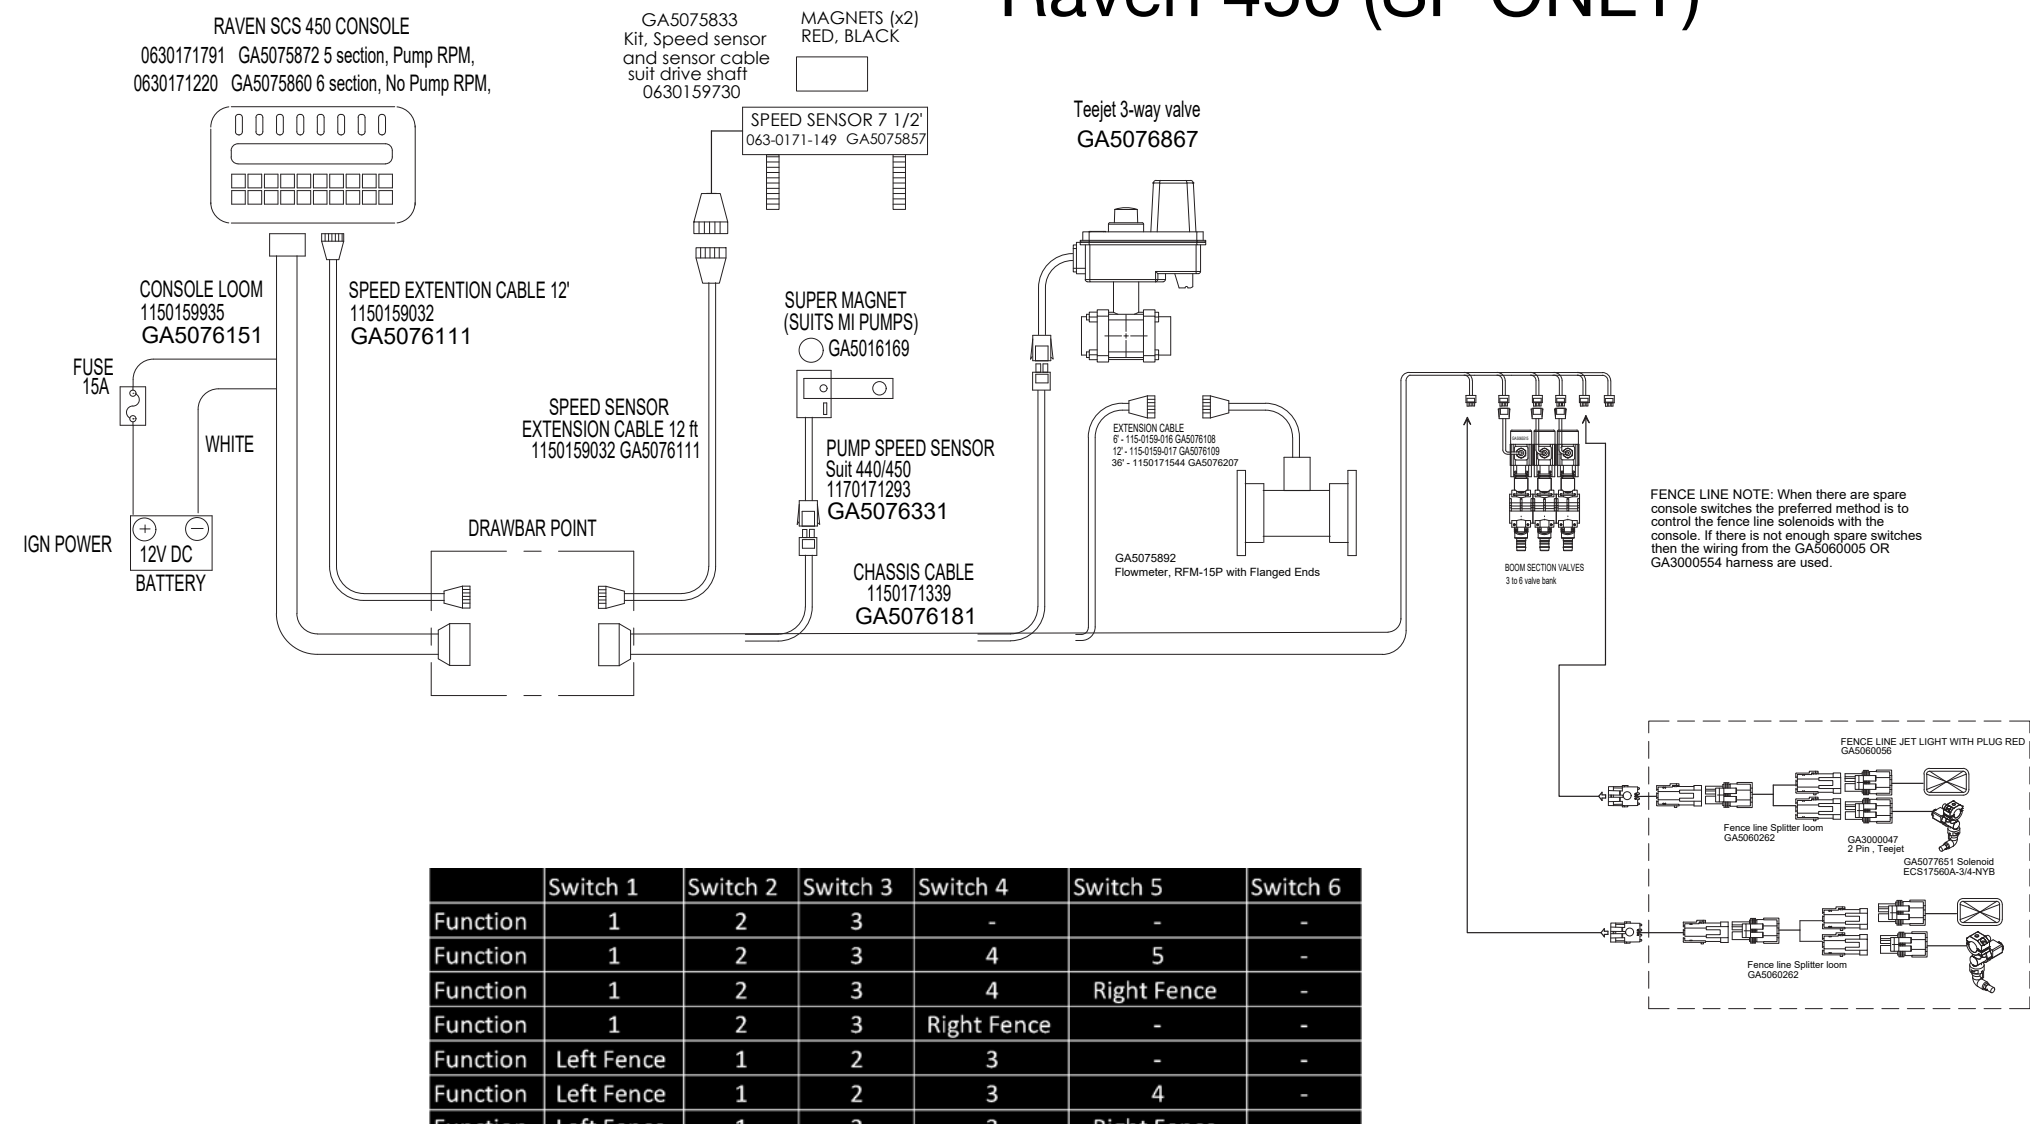 Raven 450 (SP ONLY)
RAVEN SCS 450 CONSOLE
0630171791 GA5075872 5 section, Pump RPM,
0630171220 GA5075860 6 section, No Pump RPM,
GA5075833
Kit, Speed sensor
and sensor cable
suit drive shaft
0630159730
MAGNETS (x2)
RED, BLACK
SPEED SENSOR 7 1/2'
063-0171-149 GA5075857
Teejet 3-way valve
GA5076867
CONSOLE LOOM
1150159935
GA5076151
SPEED EXTENTION CABLE 12'
1150159032
GA5076111
FUSE
15A
WHITE
IGN POWER
12V DC
BATTERY
SUPER MAGNET
(SUITS MI PUMPS)
GA5016169
SPEED SENSOR
EXTENSION CABLE 12 ft
1150159032 GA5076111
PUMP SPEED SENSOR
Suit 440/450
1170171293
GA5076331
DRAWBAR POINT
CHASSIS CABLE
1150171339
GA5076181
EXTENSION CABLE
6' - 115-0159-016 GA5076108
12' - 115-0159-017 GA5076109
36' - 1150171544 GA5076207
GA5075892
Flowmeter, RFM-15P with Flanged Ends
BOOM SECTION VALVES
3 to 6 valve bank
FENCE LINE NOTE: When there are spare
console switches the preferred method is to
control the fence line solenoids with the
console. If there is not enough spare switches
then the wiring from the GA5060005 OR
GA3000554 harness are used.
FENCE LINE JET LIGHT WITH PLUG RED
GA5060056
Fence line Splitter loom
GA5060262
GA3000047
2 Pin , Teejet
GA5077651 Solenoid
ECS17560A-3/4-NYB
Fence line Splitter loom
GA5060262
Switch 1 Switch 2 Switch 3 Switch 4 Switch 5 Switch 6
Function 1 2 3 - - -
Function 1 2 3 4 5 -
Function 1 2 3 4 Right Fence -
Function 1 2 3 Right Fence - -
Function Left Fence 1 2 3 - -
Function Left Fence 1 2 3 4 -
Function Left Fence 1 2 3 Right Fence